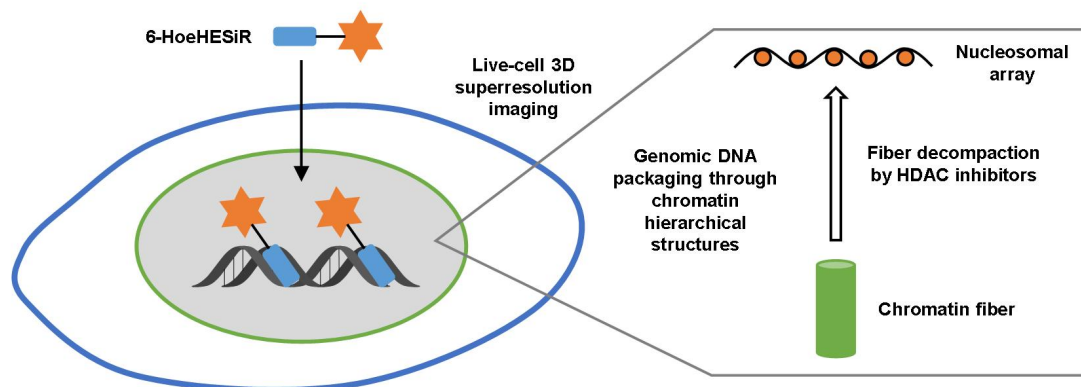 6-HoeHESiR
Live-cell 3D
superresolution
imaging
Nucleosomal
array
Genomic DNA
packaging through
chromatin
hierarchical
structures
Fiber decompaction
by HDAC inhibitors
Chromatin fiber